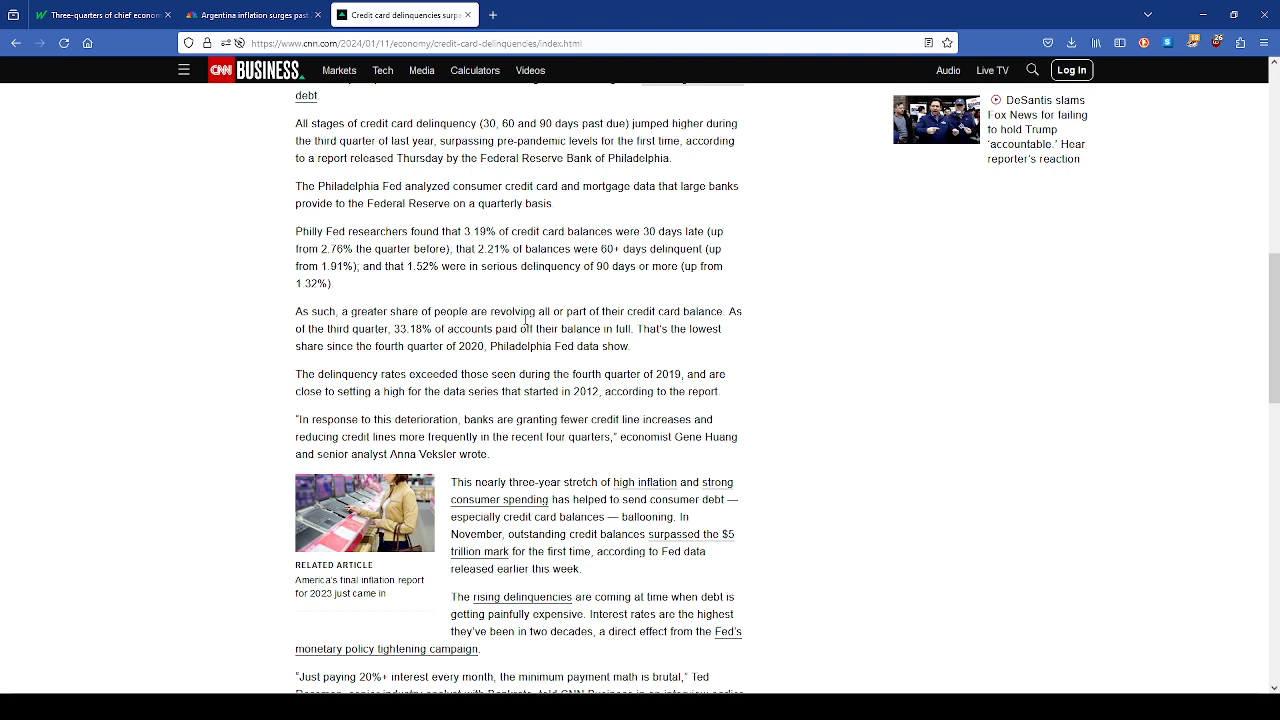 Three cheers for the econom
Argentina inflation surges past
Credit card delinquencies surpa
https://www.cnn.com/2024/01/11/economy/credit-card-delinquencies/index.html
CNN BUSINESS Markets Tech Media Calculators Videos Audio Live TV Log In
debt.
All stages of credit card delinquency (30, 60 and 90 days past due) jumped higher during
the third quarter of last year, surpassing pre-pandemic levels for the first time, according
to a report released Thursday by the Federal Reserve Bank of Philadelphia.
The Philadelphia Fed analyzed consumer credit card and mortgage data that large banks
provide to the Federal Reserve on a quarterly basis.
Philly Fed researchers found that 3.19% of credit card balances were 30 days late (up
from 2.76% the quarter before), that 2.21% of balances were 60+ days delinquent (up
from 1.91%); and that 1.52% were in serious delinquency of 90 days or more (up from
1.32%).
As such, a greater share of people are revolving all or part of their credit card balance. As
of the third quarter, 33.18% of accounts paid off their balance in full. That's the lowest
share since the fourth quarter of 2020, Philadelphia Fed data show.
The delinquency rates exceeded those seen during the fourth quarter of 2019, and are
close to setting a high for the data series that started in 2012, according to the report.
"In response to this deterioration, banks are granting fewer credit line increases and
reducing credit lines more frequently in the recent four quarters," economist Gene Huang
and senior analyst Anna Veksler wrote.
RELATED ARTICLE
America's final inflation report
for 2023 just came in
This nearly three-year stretch of high inflation and strong
consumer spending has helped to send consumer debt —
especially credit card balances — ballooning. In
November, outstanding credit balances surpassed the $5
trillion mark for the first time, according to Fed data
released earlier this week.
The rising delinquencies are coming at time when debt is
getting painfully expensive. Interest rates are the highest
they've been in two decades, a direct effect from the Fed's
monetary policy tightening campaign.
"Just paying 20%+ interest every month, the minimum payment math is brutal," Ted
DeSantis slams
Fox News for failing
to hold Trump
'accountable.' Hear
reporter's reaction